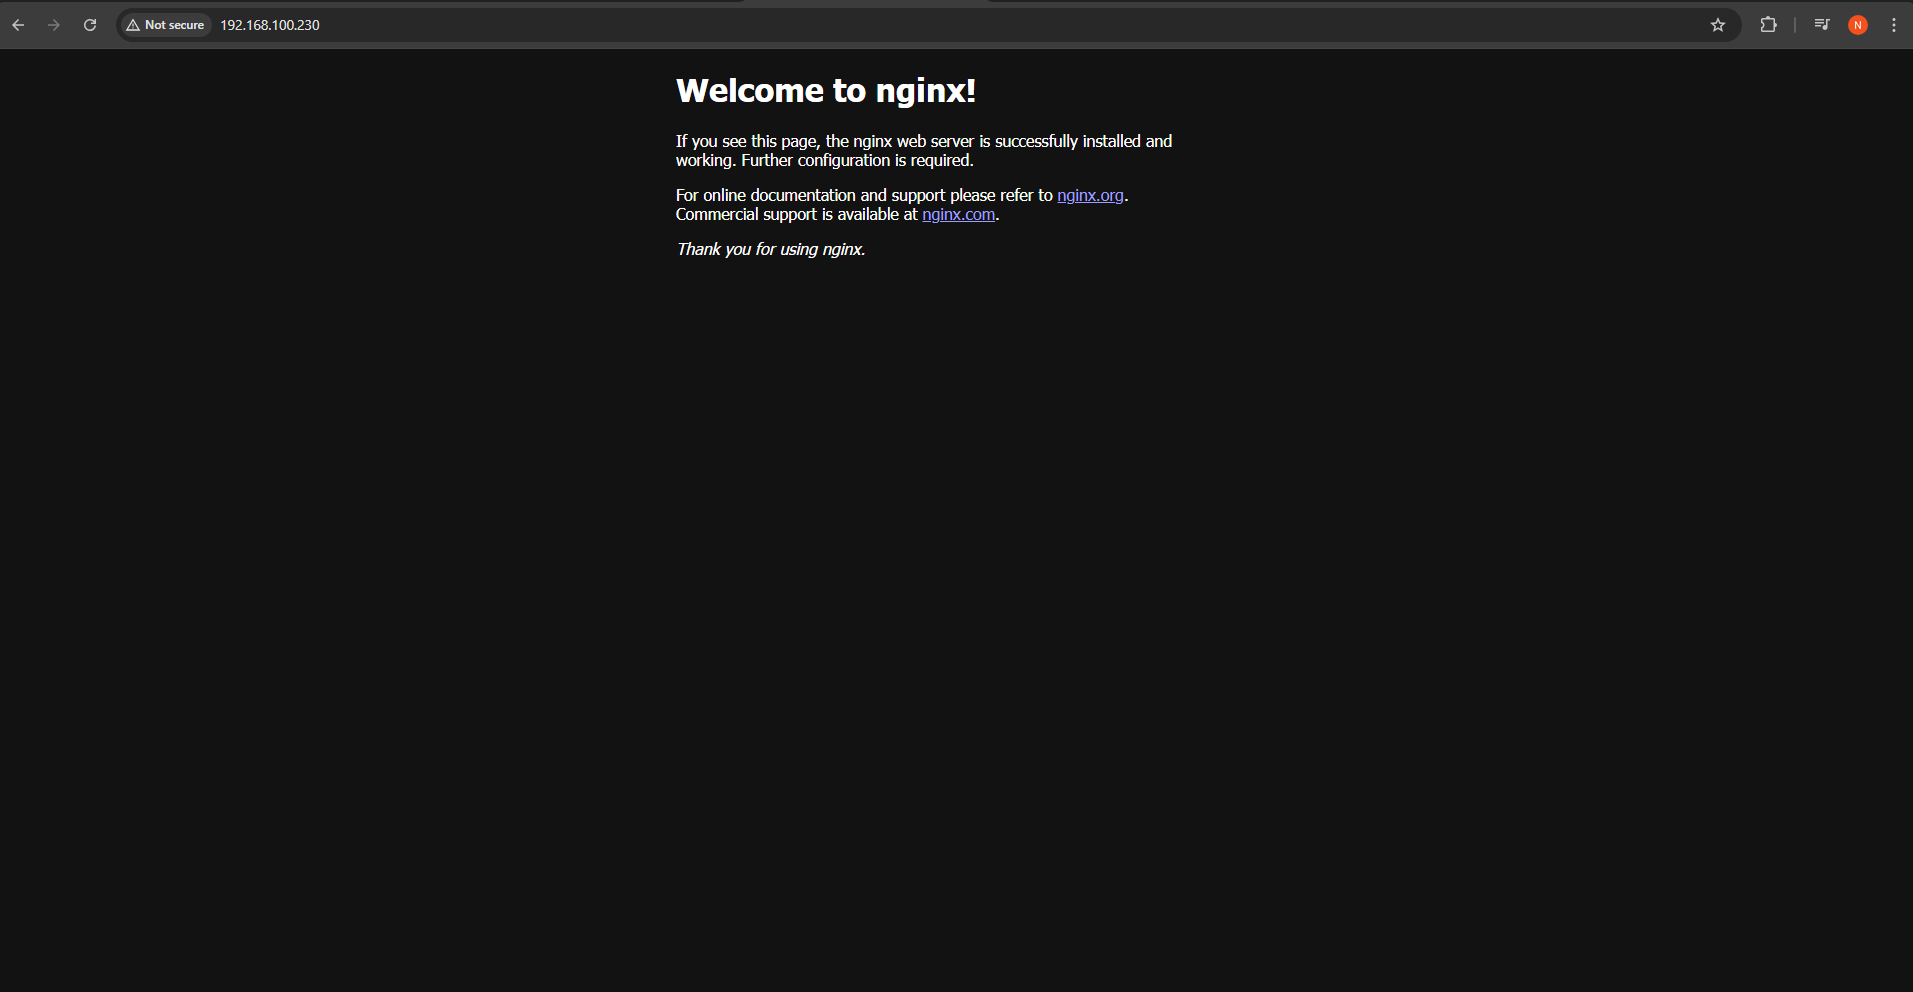 Not secure 192.168.100.230
N
Welcome to nginx!
If you see this page, the nginx web server is successfully installed and
working. Further configuration is required.
For online documentation and support please refer to nginx.org.
Commercial support is available at nginx.com.
Thank you for using nginx.